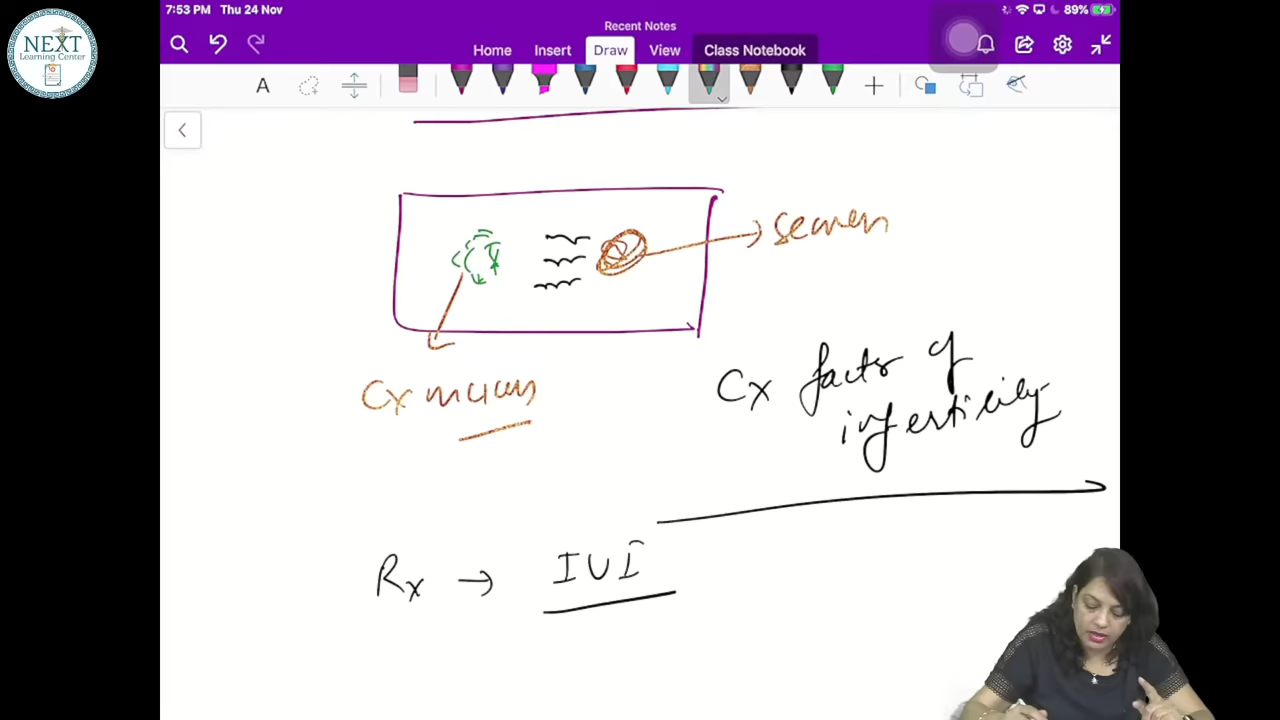 7:53 PM Thu 24 Nov
89%
NEXT
Learning Center
Recent Notes
Home Insert Draw View Class Notebook
A
semen
Cx mucus
Cx factor of
infertility
Rx → IUI